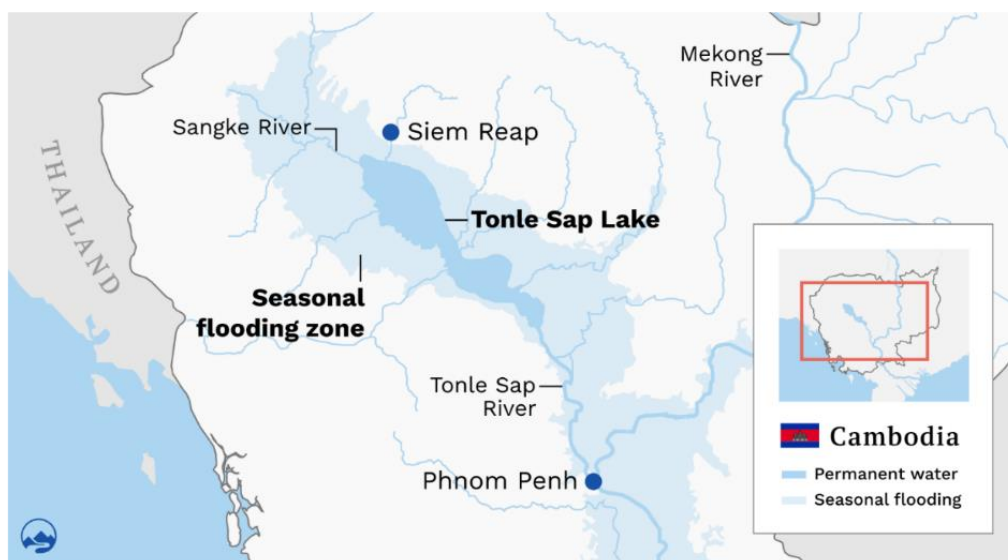 Mekong
River
Sangke River
Siem Reap
THAILAND
Tonle Sap Lake
Seasonal
flooding zone
Tonle Sap
River
Phnom Penh
Cambodia
Permanent water
Seasonal flooding